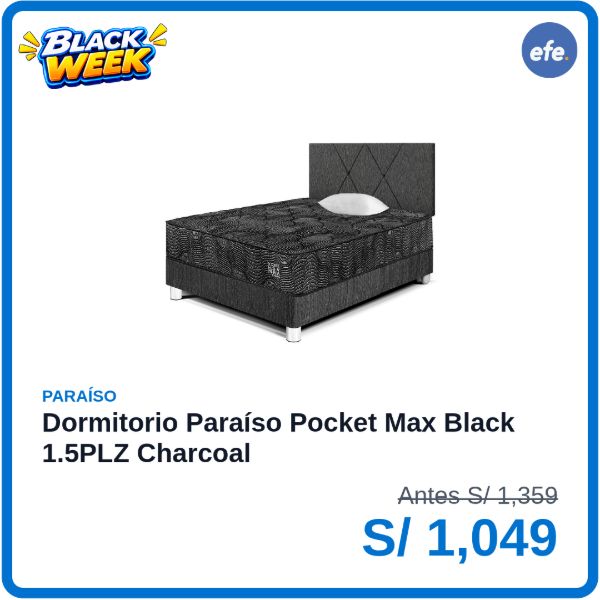 BLACK
WEEK
efe.
PARAÍSO
Dormitorio Paraíso Pocket Max Black
1.5PLZ Charcoal
Antes S/ 1,359
S/ 1,049